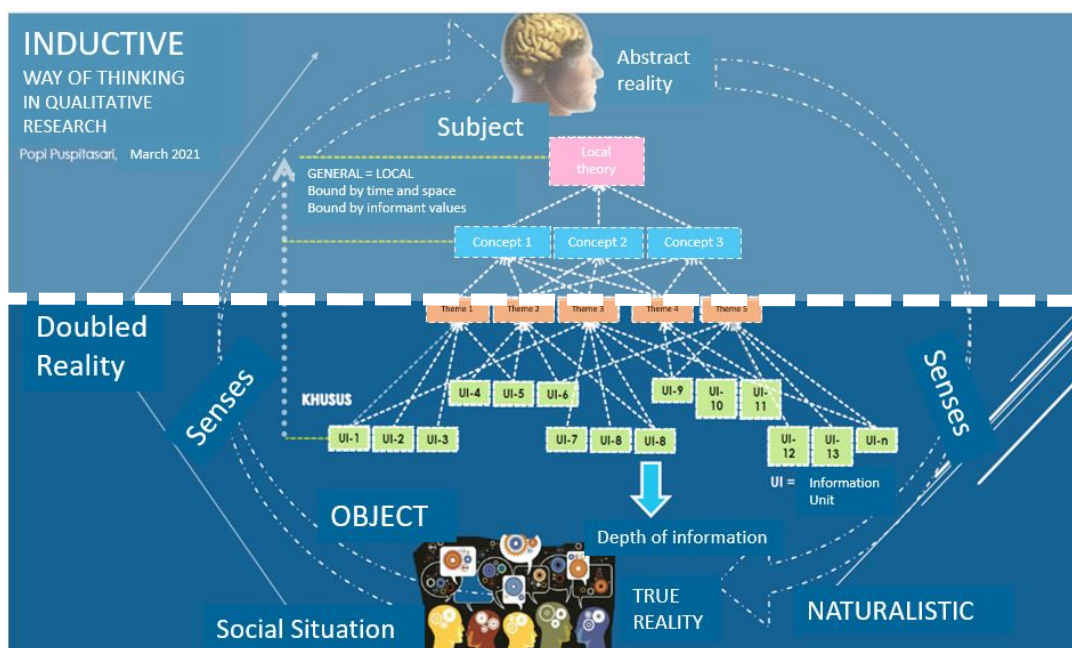 INDUCTIVE
WAY OF THINKING
IN QUALITATIVE
RESEARCH
Popi Puspitasari, March 2021
Abstract
reality
Subject
Local
theory
GENERAL = LOCAL
Bound by time and space
Bound by informant values
Concept 1 Concept 2 Concept 3
Theme 1 Theme 2 Theme 3 Theme 4 Theme 5
Doubled
Reality
Senses
Senses
KHUSUS
UI-4 UI-5 UI-6
UI-9
UI-
10
UI-
11
UI-1 UI-2 UI-3
UI-7 UI-8 UI-8
UI-
12
UI-
13
UI-n
UI = Information
Unit
OBJECT
Depth of information
TRUE
REALITY
NATURALISTIC
Social Situation